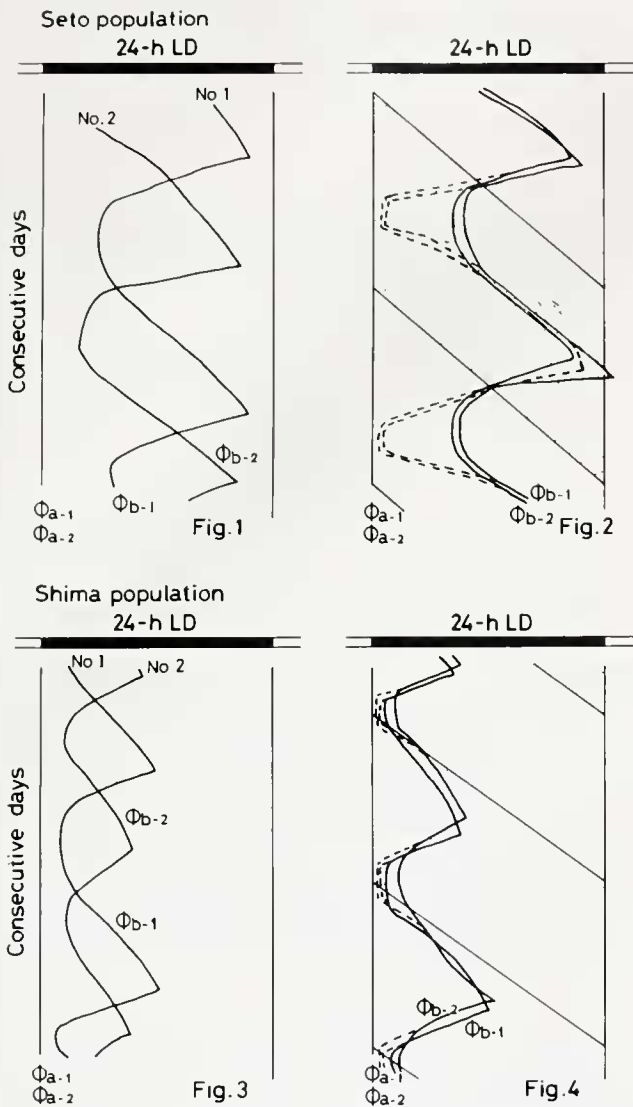 Seto population
24-h LD
24-h LD
No 1
No. 2
Consecutive days
Φb-2
Φb-1
Φa-1
Φa-2
Fig. 1
Φb-1
Φb-2
Φa-1
Φa-2
Fig. 2
Shima population
24-h LD
24-h LD
No 1
No 2
Consecutive days
Φb-2
Φb-1
Φa-1
Φa-2
Fig. 3
Φb-2
Φb-1
Φa-1
Φa-2
Fig. 4